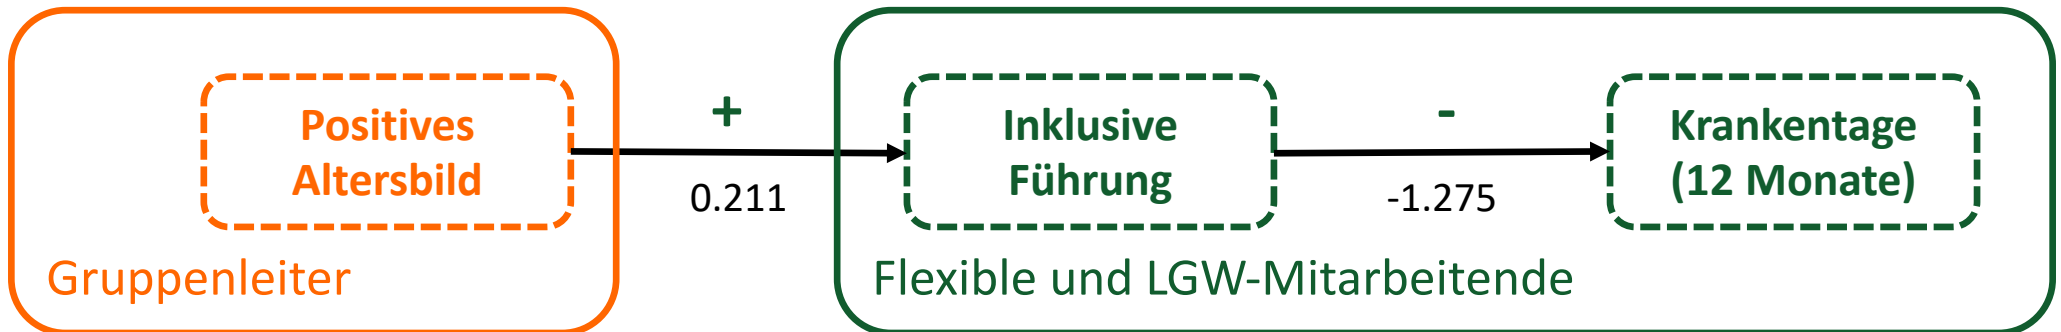 Positives
Altersbild
+
0.211
Inklusive
Führung
-
-1.275
Krankentage
(12 Monate)
Gruppenleiter
Flexible und LGW-Mitarbeitende